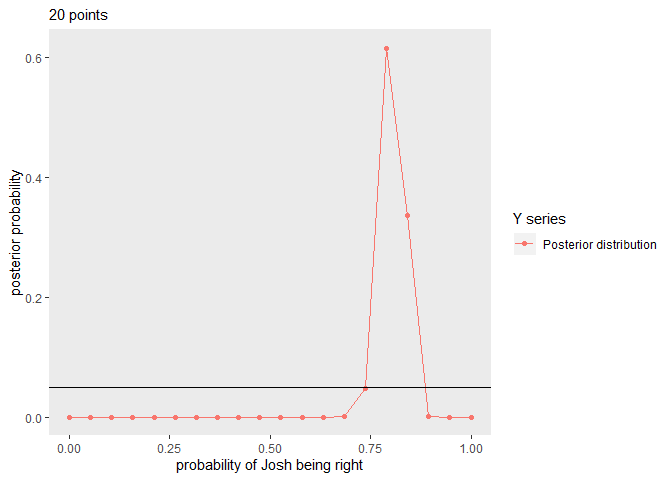 20 points
0.6
0.4
0.2
0.0
posterior probability
0.00 0.25 0.50 0.75 1.00
probability of Josh being right
Y series
Posterior distribution